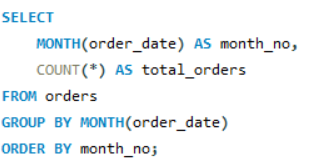 SELECT
    MONTH(order_date) AS month_no,
    COUNT(*) AS total_orders
FROM orders
GROUP BY MONTH(order_date)
ORDER BY month_no;